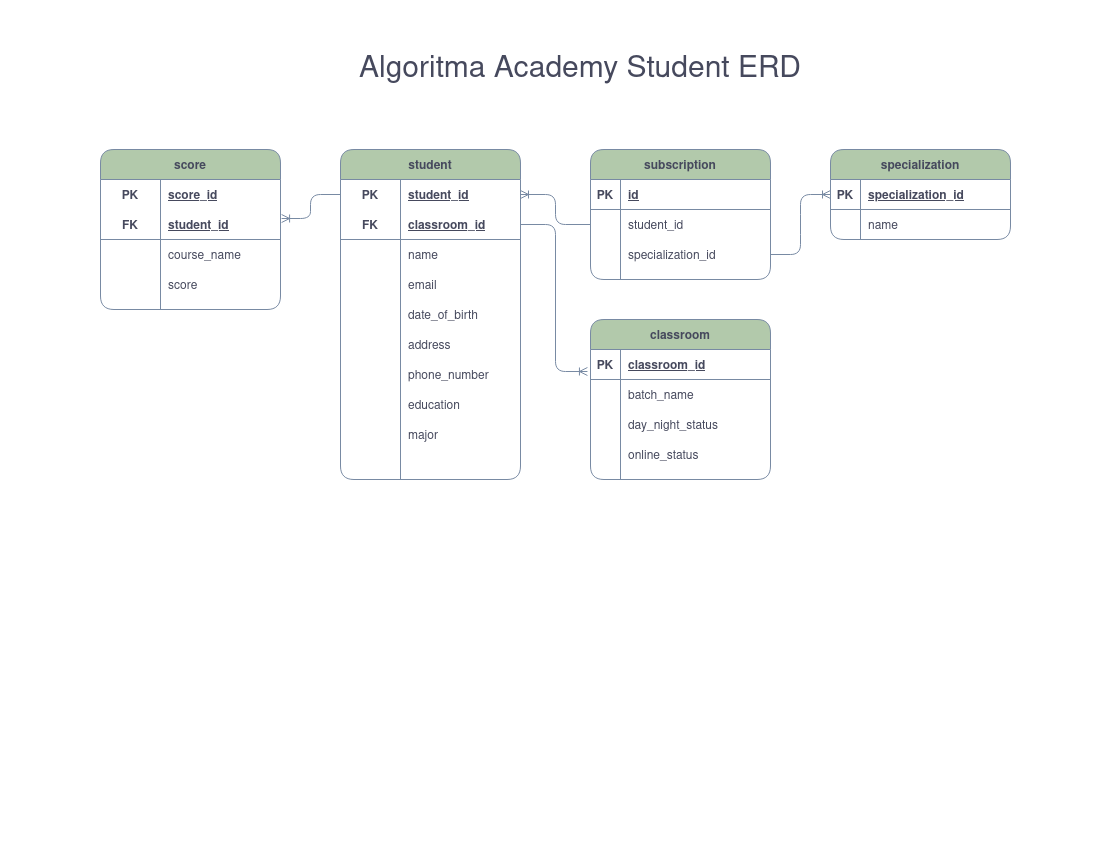 Algoritma Academy Student ERD
score
PK score_id
FK student_id
course_name
score
student
PK student_id
FK classroom_id
name
email
date_of_birth
address
phone_number
education
major
subscription
PK id
student_id
specialization_id
classroom
PK classroom_id
batch_name
day_night_status
online_status
specialization
PK specialization_id
name